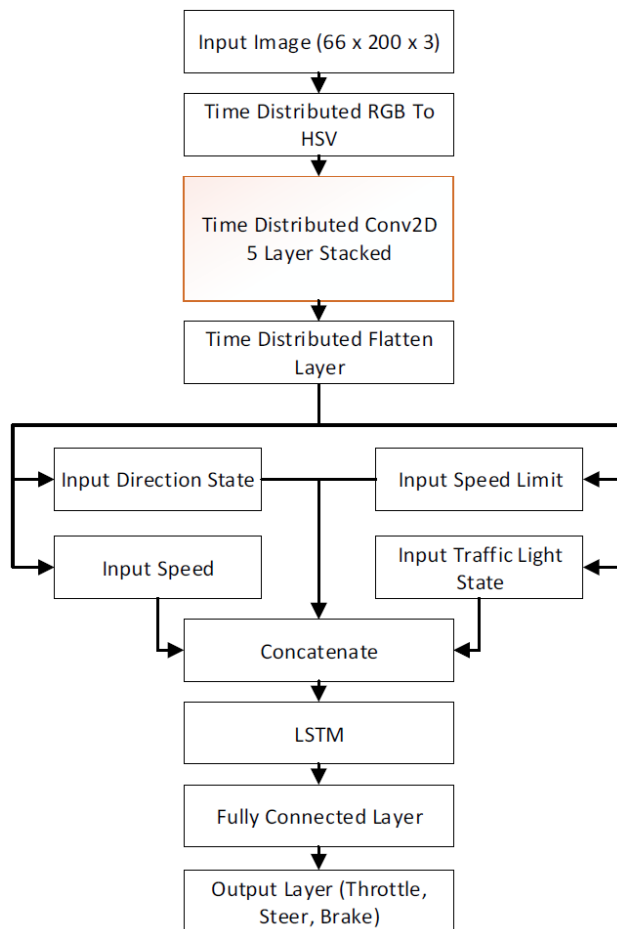 Input Image (66 x 200 x 3)
Time Distributed RGB To
HSV
Time Distributed Conv2D
5 Layer Stacked
Time Distributed Flatten
Layer
Input Direction State
Input Speed Limit
Input Speed
Input Traffic Light
State
Concatenate
LSTM
Fully Connected Layer
Output Layer (Throttle,
Steer, Brake)